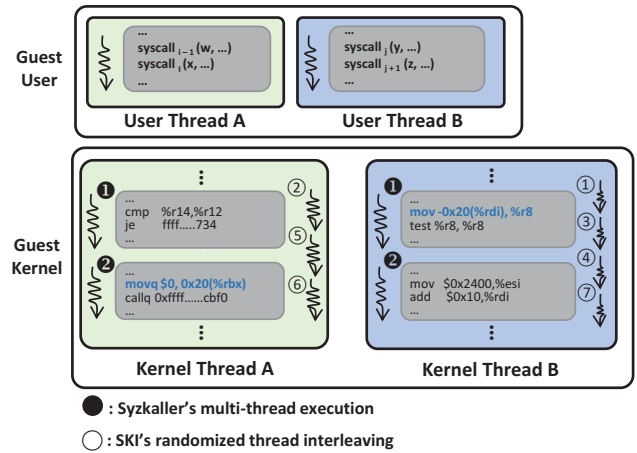 Guest
User
...
syscall i-1 (w, ...)
syscall i (x, ...)
...
User Thread A
...
syscall j (y, ...)
syscall j+1 (z, ...)
...
User Thread B
Guest
Kernel
⋮
❶
...
cmp %r14,%r12
je ffff.....734
...
❷
...
movq $0, 0x20(%rbx)
callq 0xffff......cbf0
...
⋮
②
⑤
⑥
Kernel Thread A
⋮
❶
...
mov -0x20(%rdi), %r8
test %r8, %r8
...
❷
...
mov $0x2400,%esi
add $0x10,%rdi
...
⋮
①
③
④
⑦
Kernel Thread B
● : Syzkaller's multi-thread execution
○ : SKI's randomized thread interleaving